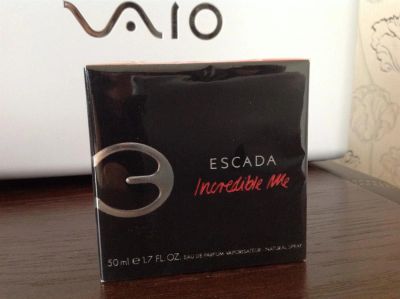 VAIO
ESCADA
Incredible Me
50 ml ℮ 1.7 FL.OZ. EAU DE PARFUM VAPORISATEUR - NATURAL SPRAY